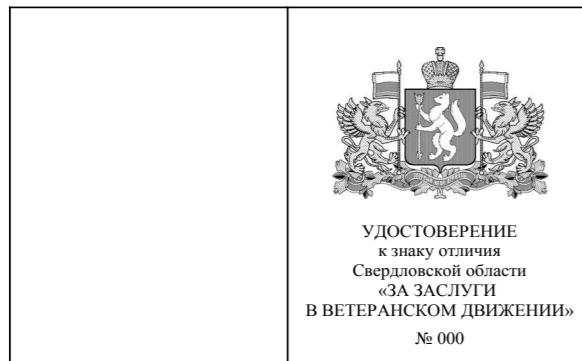 УДОСТОВЕРЕНИЕ
к знаку отличия
Свердловской области
«ЗА ЗАСЛУГИ
В ВЕТЕРАНСКОМ ДВИЖЕНИИ»
№ 000